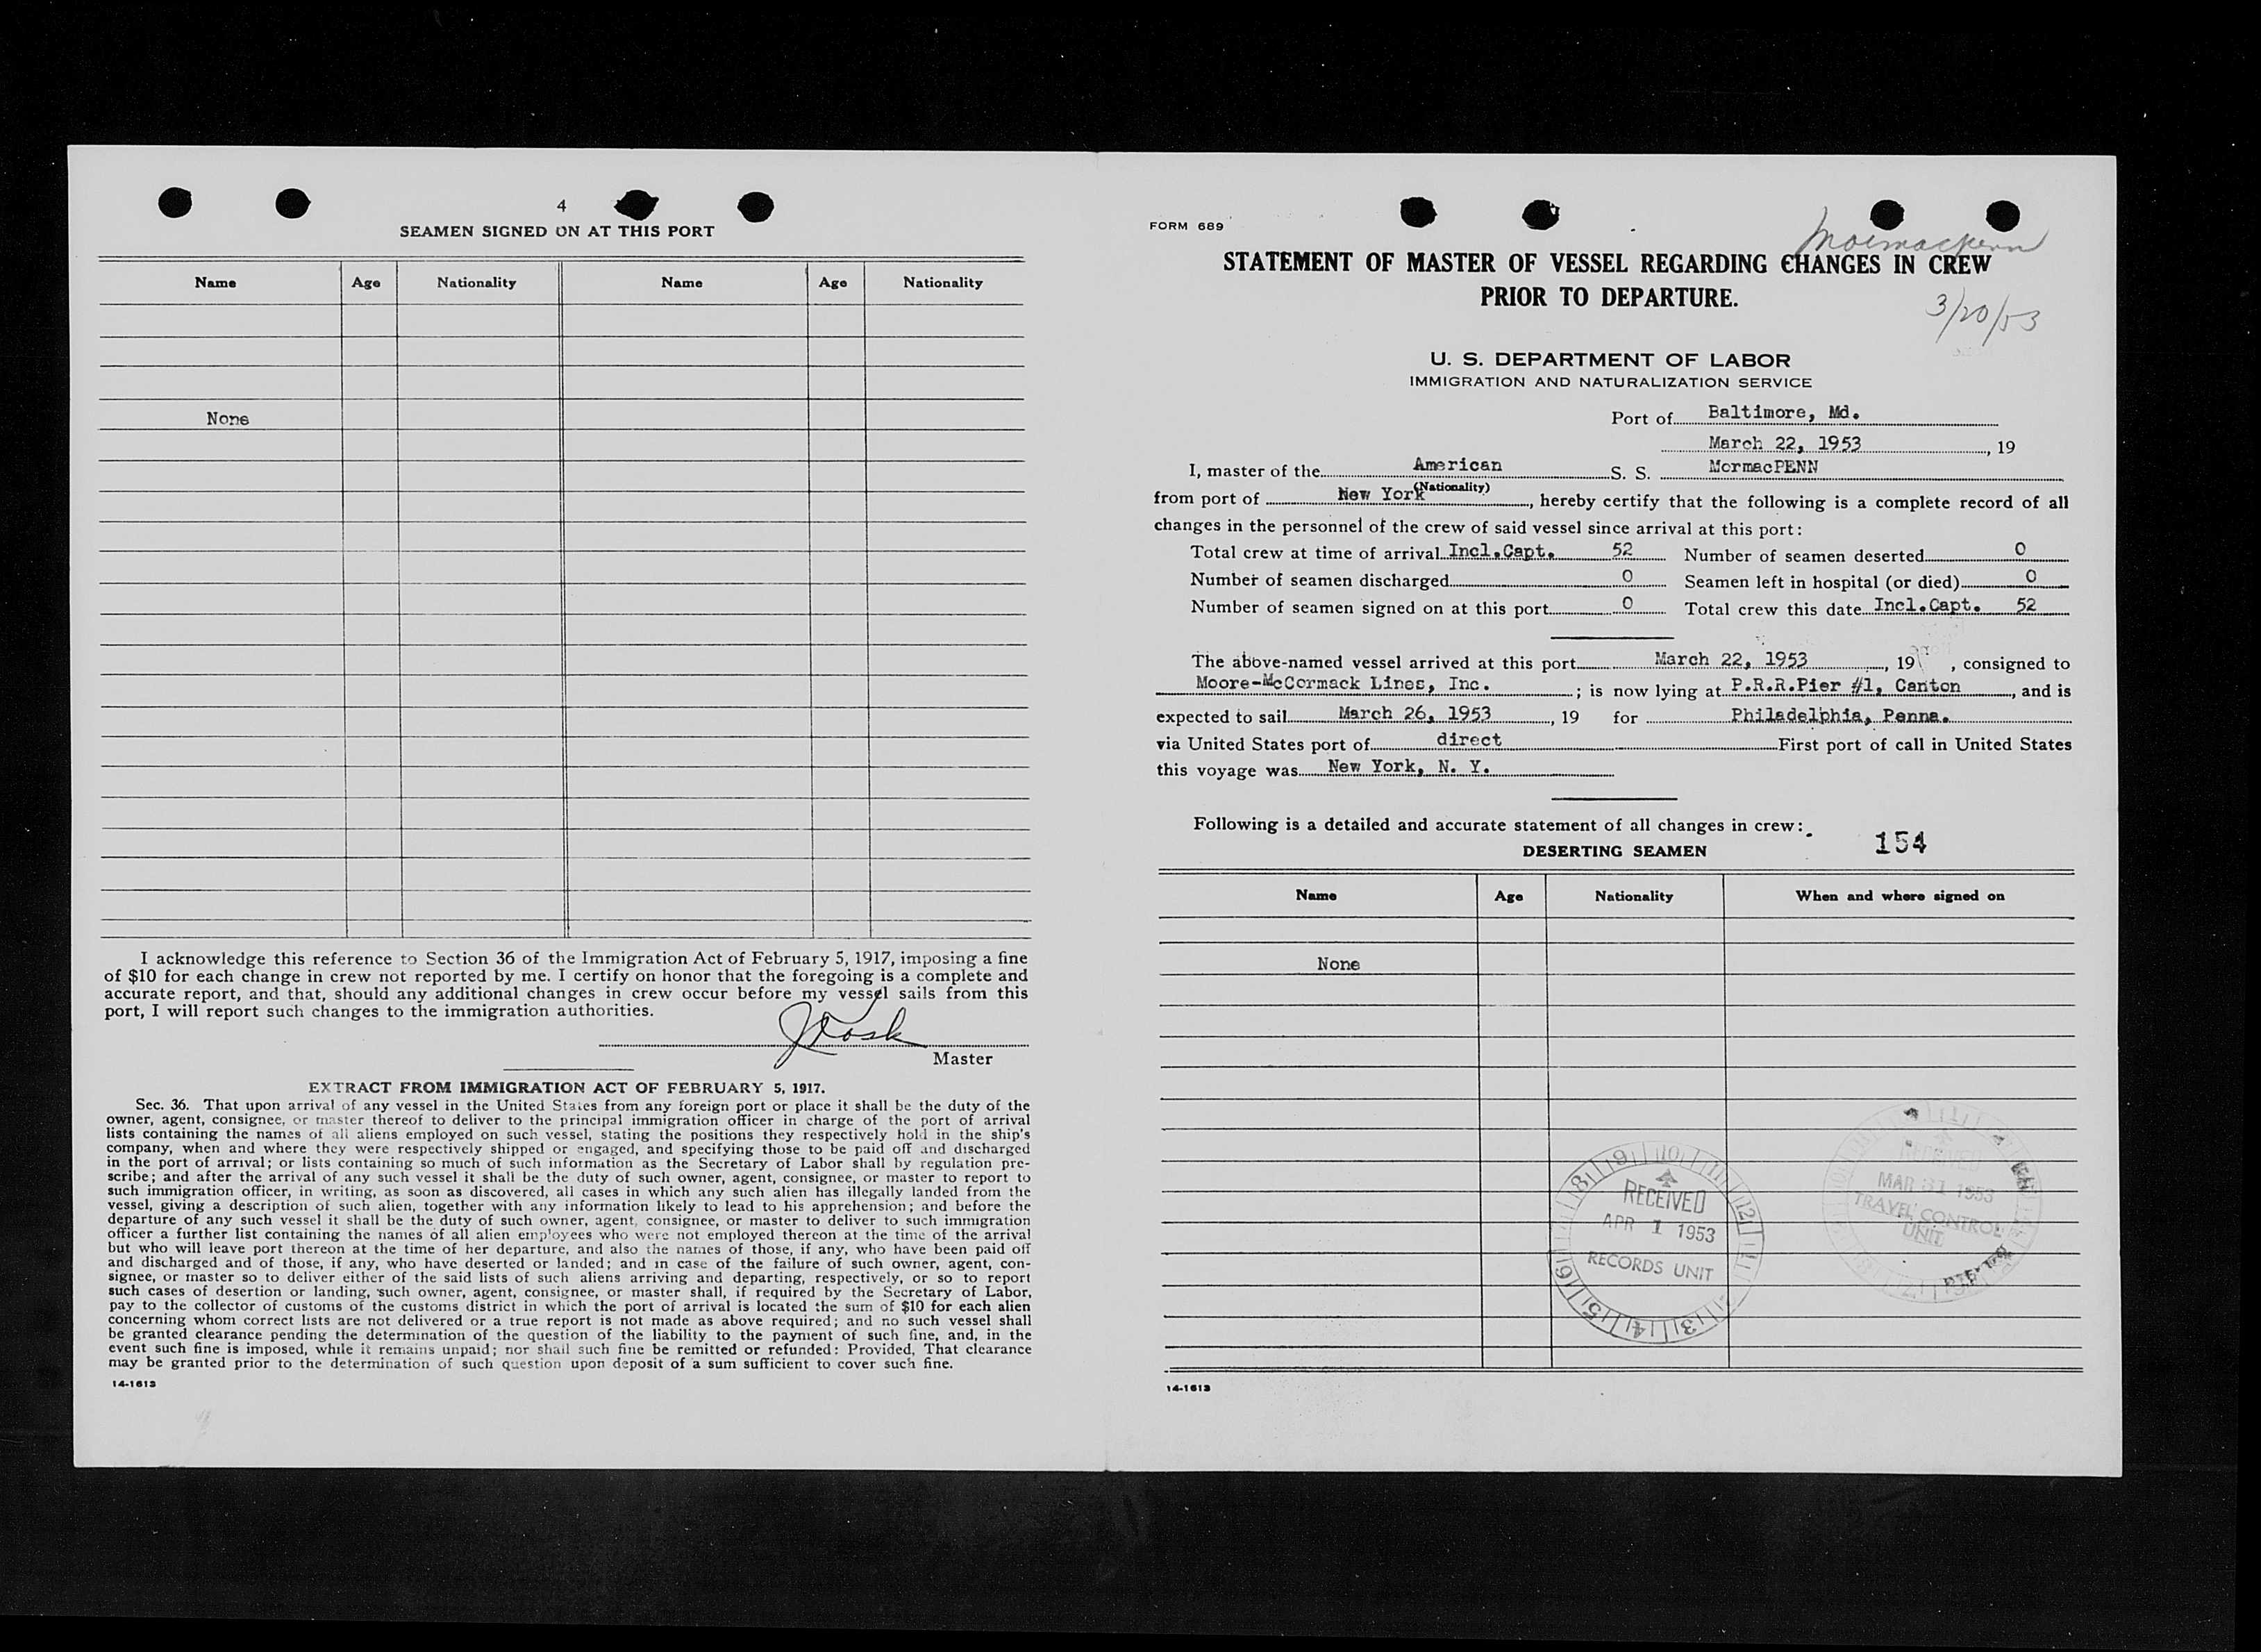 4
SEAMEN SIGNED ON AT THIS PORT
Name Age Nationality Name Age Nationality
None
I acknowledge this reference to Section 36 of the Immigration Act of February 5, 1917, imposing a fine
of $10 for each change in crew not reported by me. I certify on honor that the foregoing is a complete and
accurate report, and that, should any additional changes in crew occur before my vessel sails from this
port, I will report such changes to the immigration authorities.
Master
EXTRACT FROM IMMIGRATION ACT OF FEBRUARY 5, 1917.
Sec. 36. That upon arrival of any vessel in the United States from any foreign port or place it shall be the duty of the
owner, agent, consignee, or master thereof to deliver to the principal immigration officer in charge of the port of arrival
lists containing the names of all aliens employed on such vessel, stating the positions they respectively hold in the ship's
company, when and where they were respectively shipped or engaged, and specifying those to be paid off and discharged
in the port of arrival; or lists containing so much of such information as the Secretary of Labor shall by regulation pre-
scribe; and after the arrival of any such vessel it shall be the duty of such owner, agent, consignee, or master to report to
such immigration officer, in writing, as soon as discovered, all cases in which any such alien has illegally landed from the
vessel, giving a description of such alien, together with any information likely to lead to his apprehension; and before the
departure of any such vessel it shall be the duty of such owner, agent, consignee, or master to deliver to such immigration
officer a further list containing the names of all alien employees who were not employed thereon at the time of the arrival
but who will leave port thereon at the time of her departure, and also the names of those, if any, who have been paid off
and discharged and of those, if any, who have deserted or landed; and in case of the failure of such owner, agent, con-
signee, or master so to deliver either of the said lists of such aliens arriving and departing, respectively, or so to report
such cases of desertion or landing, such owner, agent, consignee, or master shall, if required by the Secretary of Labor,
pay to the collector of customs of the customs district in which the port of arrival is located the sum of $10 for each alien
concerning whom correct lists are not delivered or a true report is not made as above required; and no such vessel shall
be granted clearance pending the determination of the question of the liability to the payment of such fine, and, in the
event such fine is imposed, while it remains unpaid; nor shall such fine be remitted or refunded: Provided, That clearance
may be granted prior to the determination of such question upon deposit of a sum sufficient to cover such fine.
14-1613
FORM 689
Mormacpenn
STATEMENT OF MASTER OF VESSEL REGARDING CHANGES IN CREW
PRIOR TO DEPARTURE.
3/20/53
U. S. DEPARTMENT OF LABOR
IMMIGRATION AND NATURALIZATION SERVICE
Port of Baltimore, Md.
March 22, 1953, 19
I, master of the American S. S. MormacPENN
(Nationality)
from port of New York, hereby certify that the following is a complete record of all
changes in the personnel of the crew of said vessel since arrival at this port:
Total crew at time of arrival Incl.Capt. 52 Number of seamen deserted 0
Number of seamen discharged 0 Seamen left in hospital (or died) 0
Number of seamen signed on at this port 0 Total crew this date Incl.Capt. 52
The above-named vessel arrived at this port March 22, 1953, 19 , consigned to
Moore-McCormack Lines, Inc. ; is now lying at P.R.R.Pier #1, Canton, and is
expected to sail March 26, 1953, 19 for Philadelphia, Penna.
via United States port of direct First port of call in United States
this voyage was New York, N. Y.
Following is a detailed and accurate statement of all changes in crew:
154
DESERTING SEAMEN
Name Age Nationality When and where signed on
None
RECEIVED
APR 1 1953
RECORDS UNIT
RECEIVED
MAR 31 1953
TRAVEL CONTROL
UNIT
14-1613